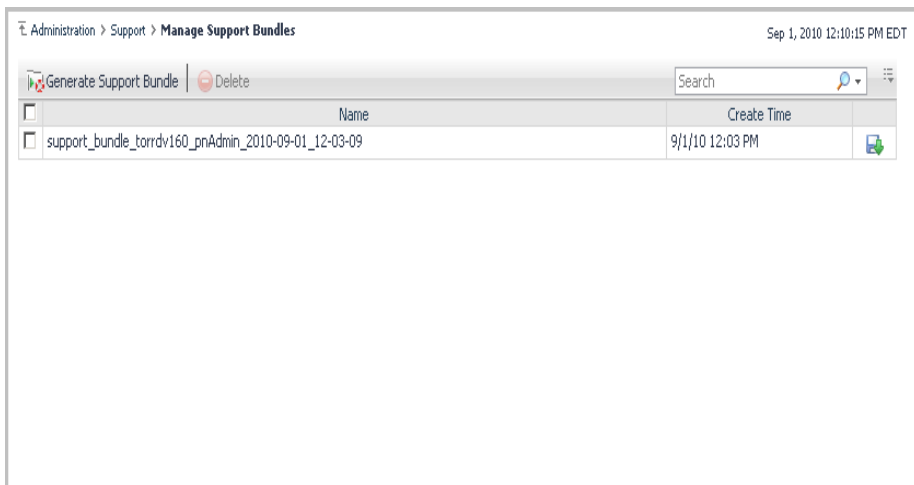 Administration > Support > Manage Support Bundles
Sep 1, 2010 12:10:15 PM EDT
Generate Support Bundle
Delete
Search
Name
Create Time
support_bundle_torrdv160_pnAdmin_2010-09-01_12-03-09
9/1/10 12:03 PM